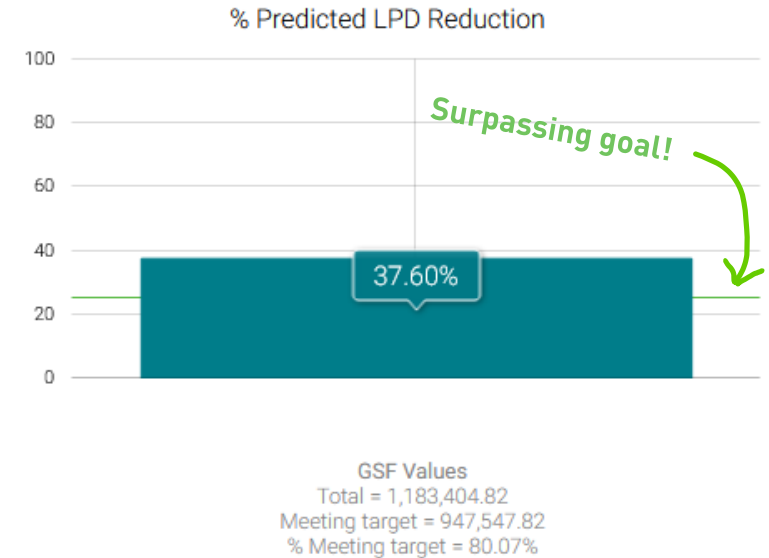 % Predicted LPD Reduction
100
Surpassing goal!
80
60
40
37.60%
20
0
GSF Values
Total = 1,183,404.82
Meeting target = 947,547.82
% Meeting target = 80.07%